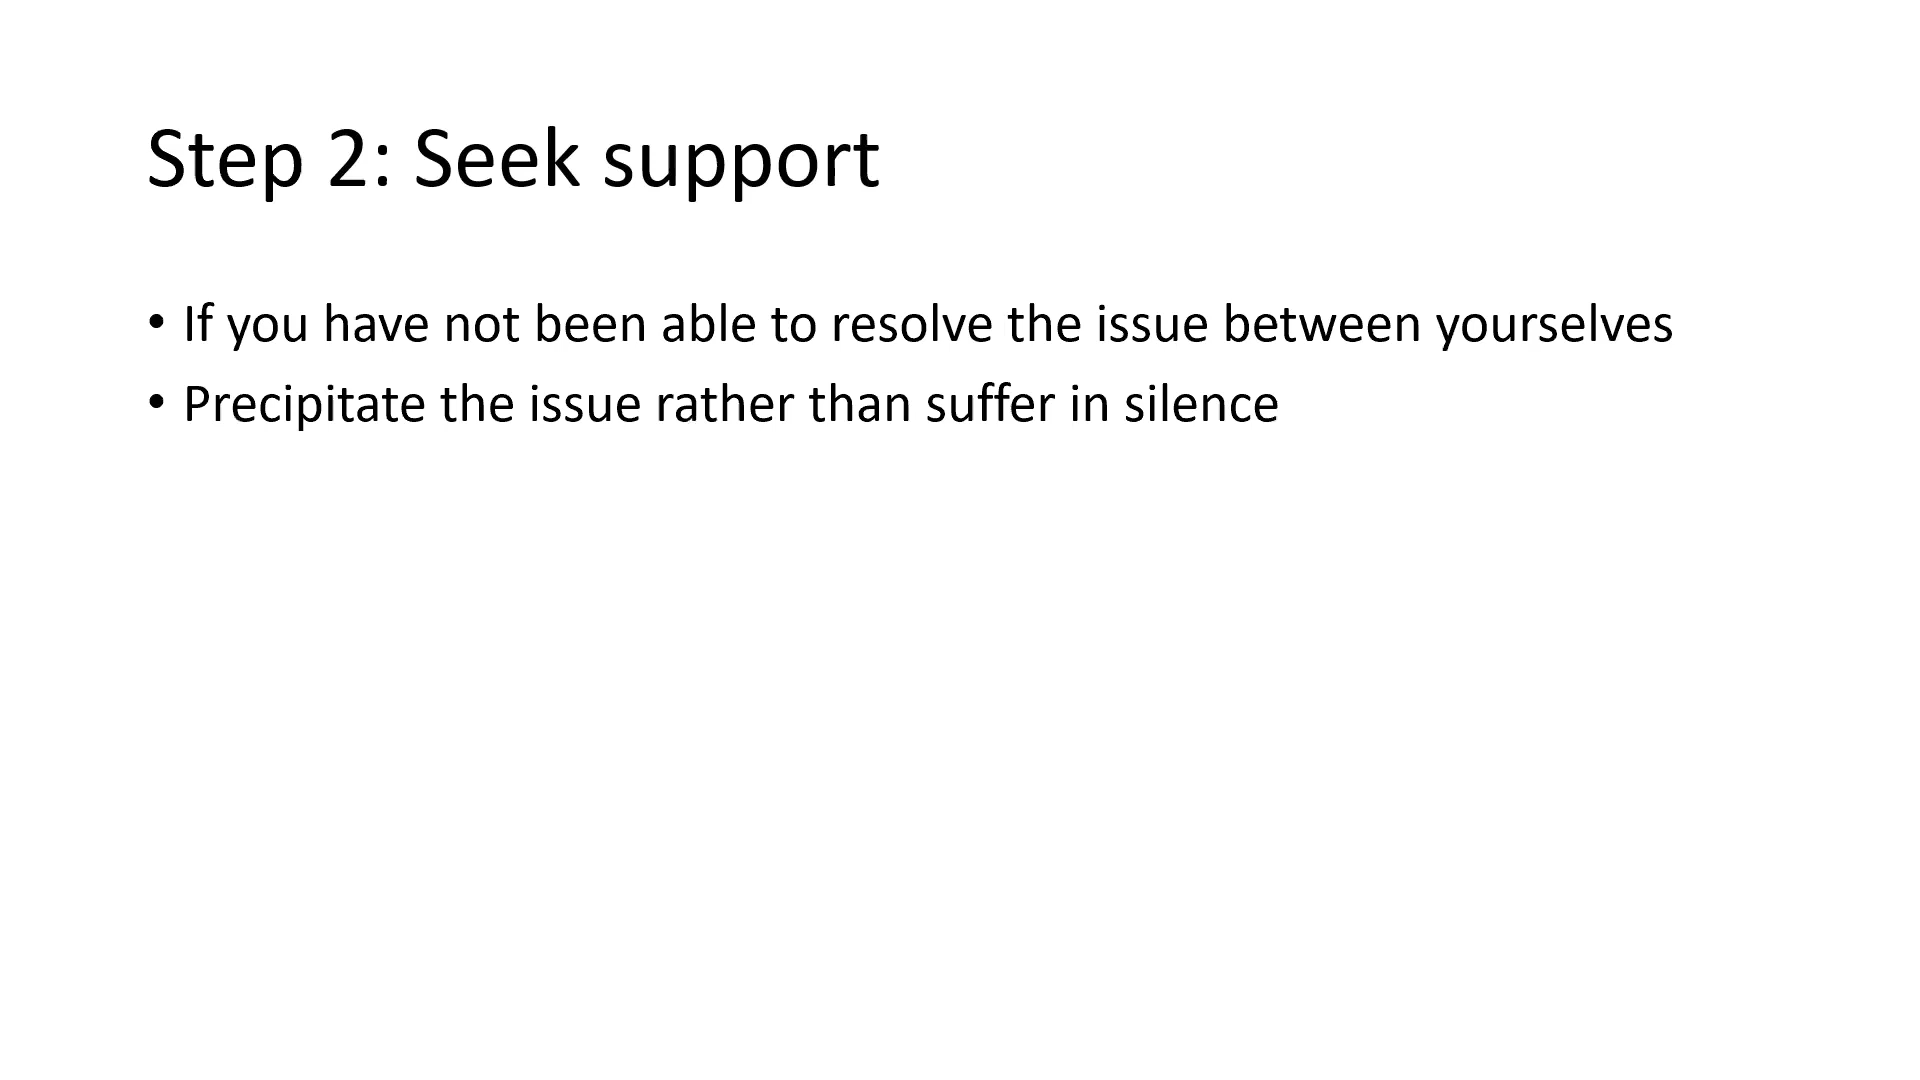 Step 2: Seek support
• If you have not been able to resolve the issue between yourselves
• Precipitate the issue rather than suffer in silence